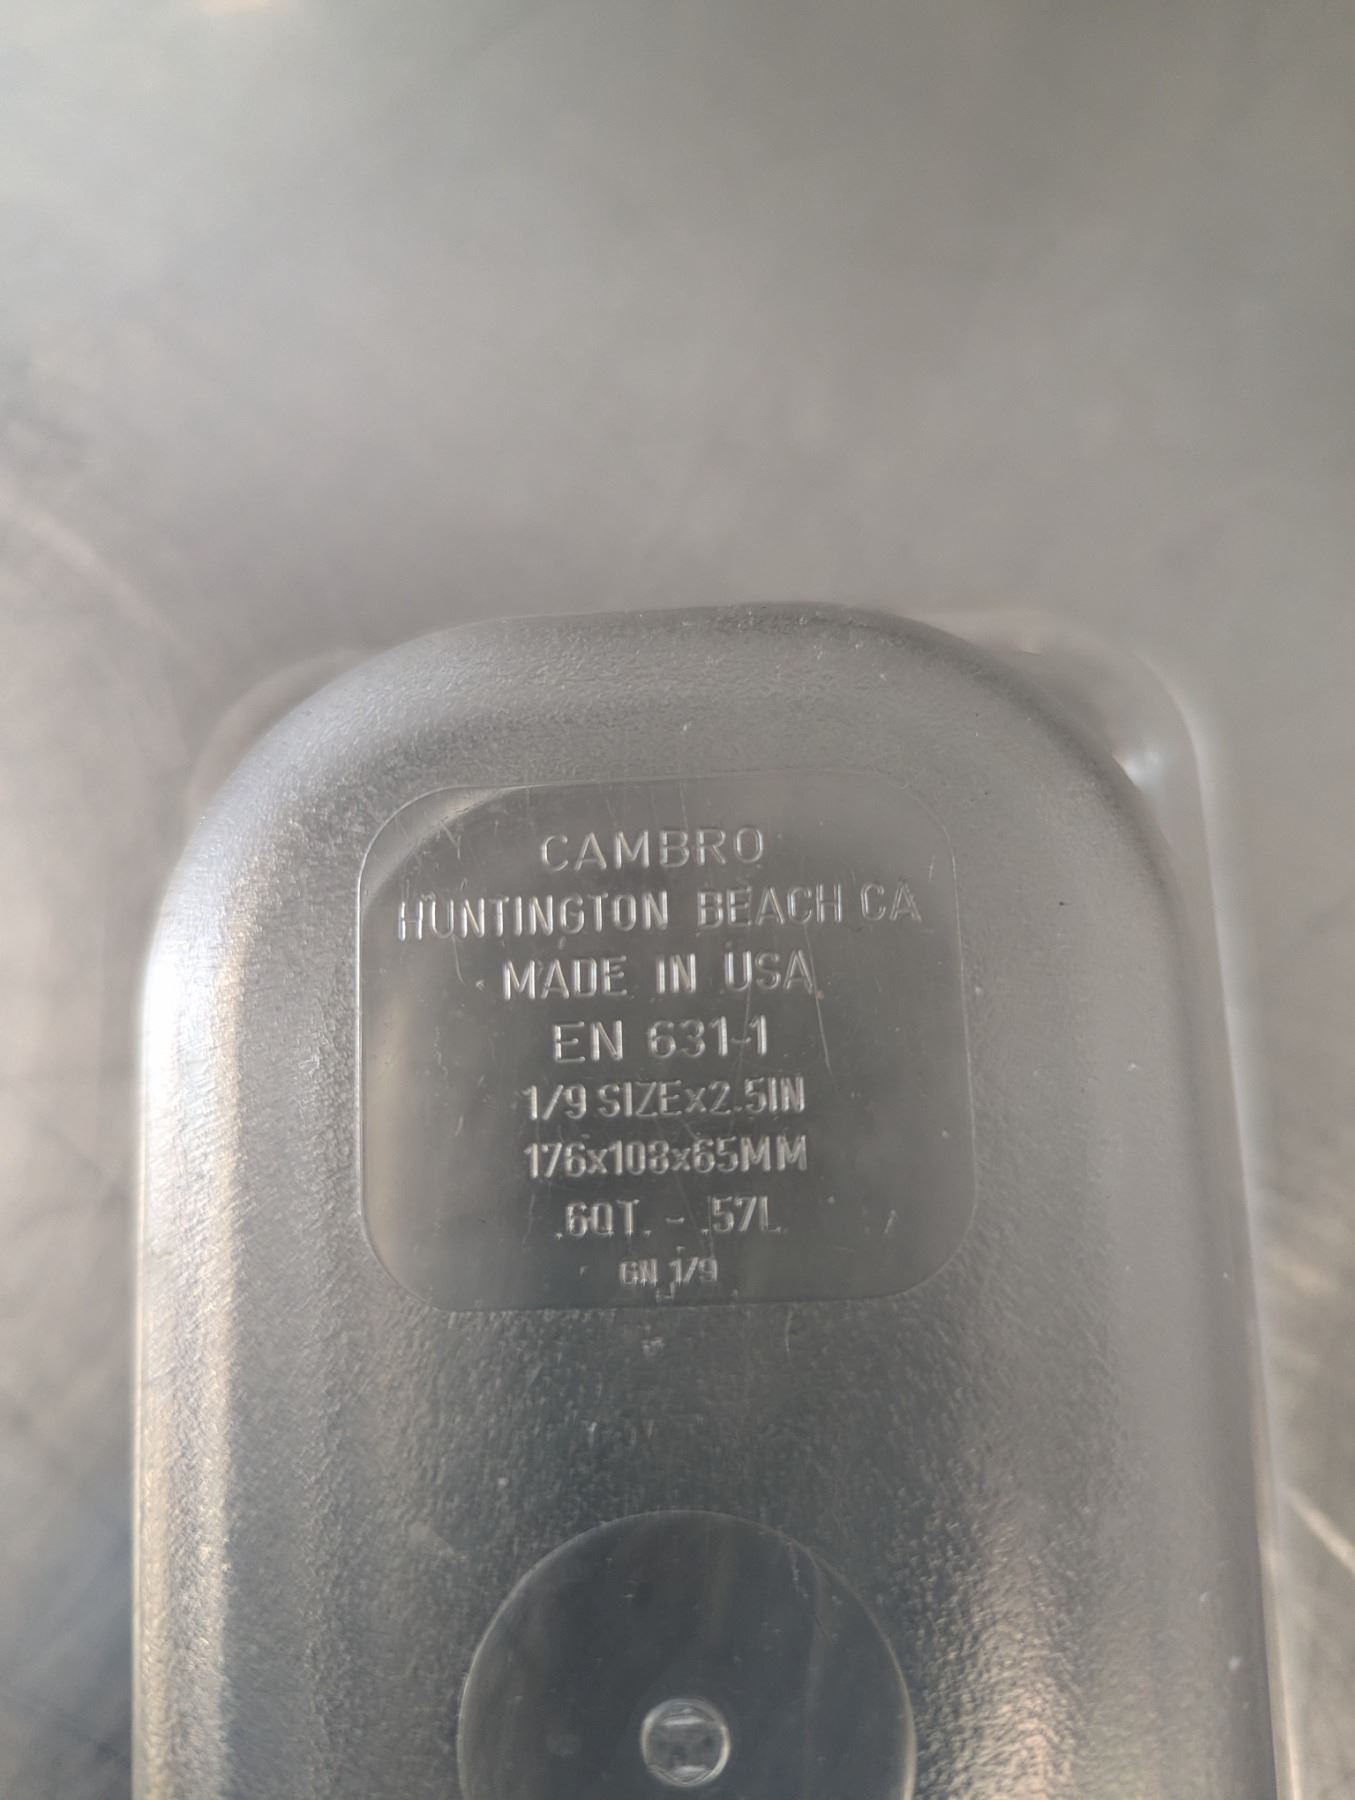 CAMBRO
HUNTINGTON BEACH CA
MADE IN USA
EN 631-1
1/9 SIZEx2.5IN
176x108x65MM
.6QT. - .57L
GN 1/9